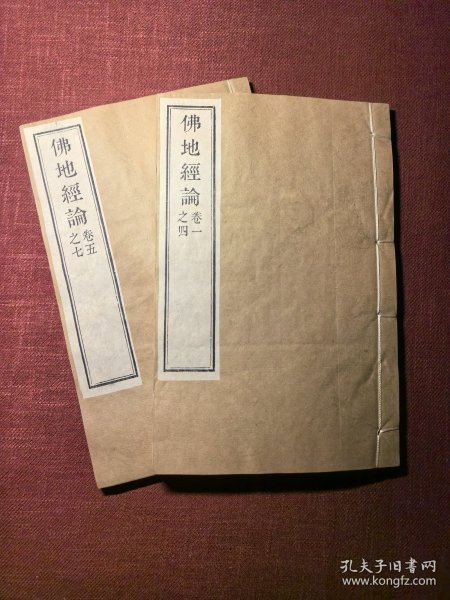 佛地經論
卷一
之四
佛地經論
卷五
之七
孔夫子旧书网
www.kongfz.com